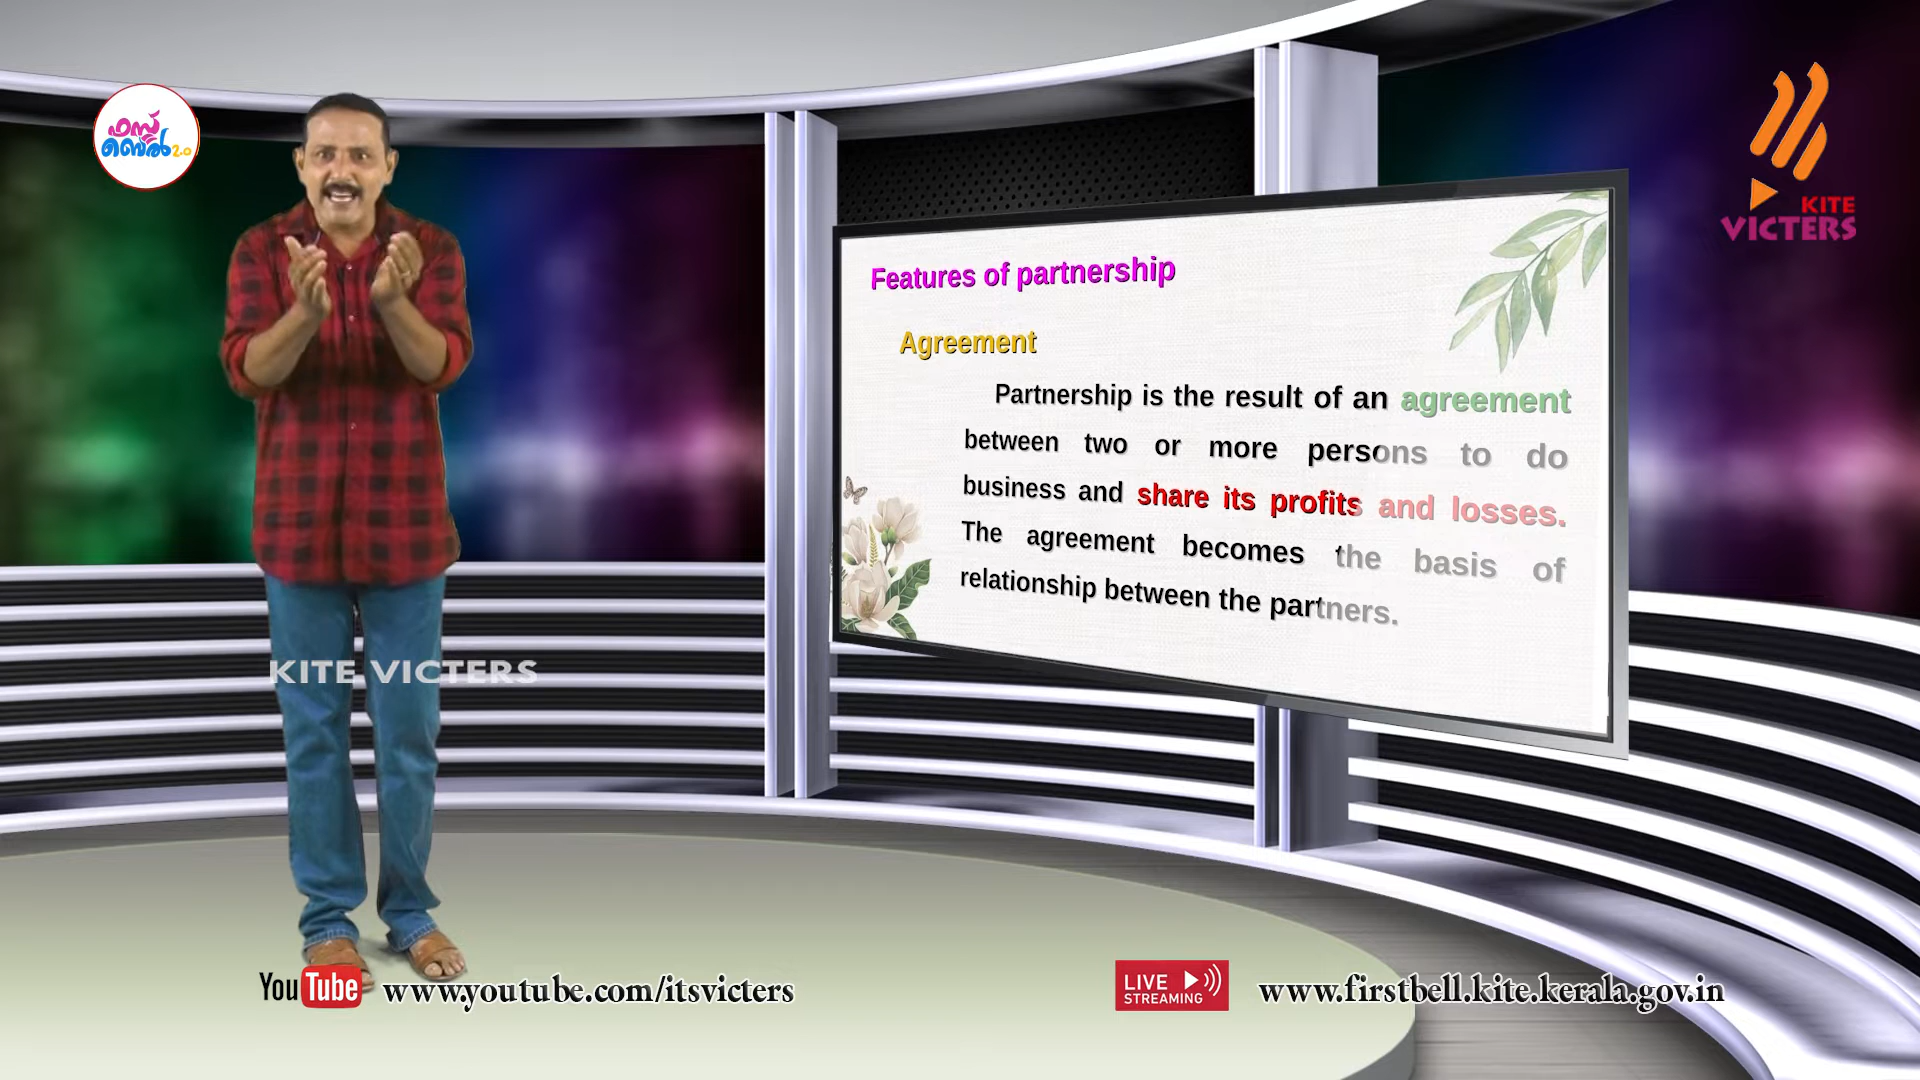 ഫസ്റ്റ്
ബെൽ 2.0
KITE
VICTERS
Features of partnership
Agreement
Partnership is the result of an agreement
between two or more persons to do
business and share its profits and losses.
The agreement becomes the basis of
relationship between the partners.
KITE VICTERS
YouTube www.youtube.com/itsvicters
LIVE
STREAMING
www.firstbell.kite.kerala.gov.in